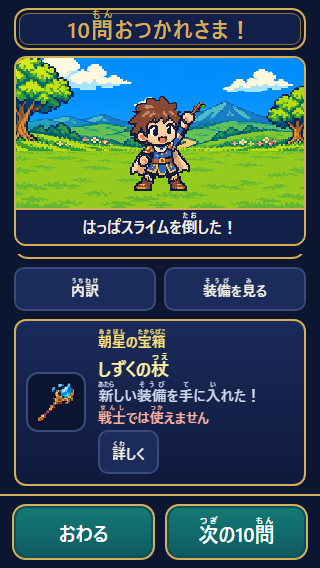 10問おつかれさま！
はっぱスライムを倒した！
内訳
装備を見る
朝星の宝箱
しずくの杖
新しい装備を手に入れた！
戦士では使えません
詳しく
おわる
次の10問